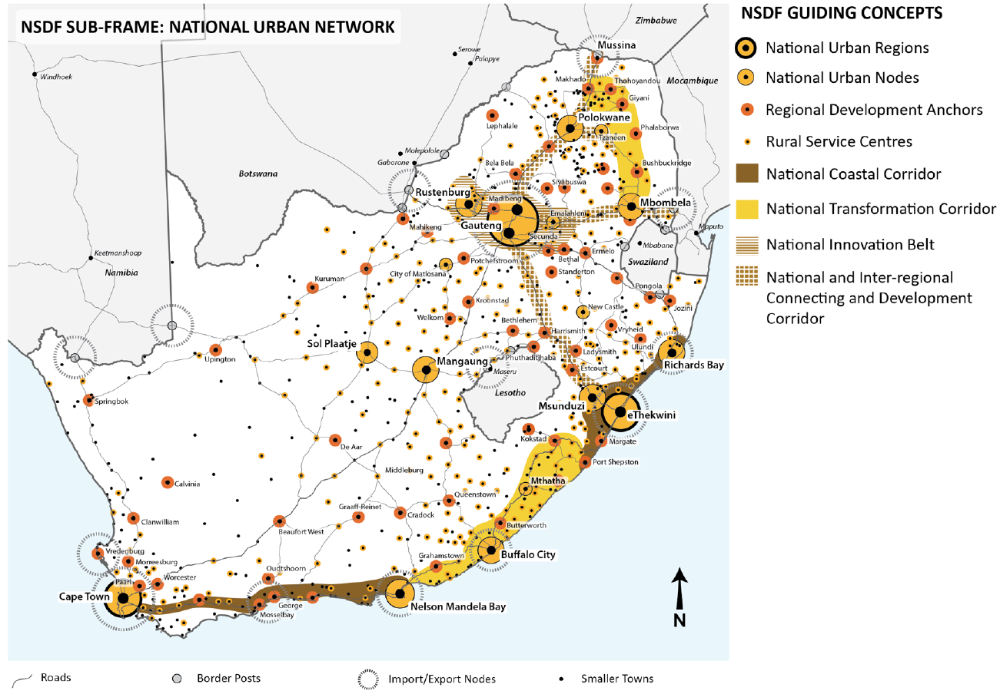 NSDF SUB-FRAME: NATIONAL URBAN NETWORK
NSDF GUIDING CONCEPTS
National Urban Regions
National Urban Nodes
Regional Development Anchors
Rural Service Centres
National Coastal Corridor
National Transformation Corridor
National Innovation Belt
National and Inter-regional
Connecting and Development
Corridor
Zimbabwe
Mussina
Serowe
Palapye
Windhoek
Makhado
Thohoyandou
Mocambique
Giyani
Polokwane
Lephalale
Tzaneen
Phalaborwa
Molepolole
Gaborone
Bela Bela
Bushbuckridge
Botswana
Siyabuswa
Rustenburg
Madibeng
Mbombela
Emalahleni
Gauteng
Mahikeng
Secunda
Maputo
Mbabane
Keetmanshoop
Namibia
Ermelo
Potchefstroom
Bethal
Swaziland
City of Matlosana
Standerton
Kuruman
Pongola
Kroonstad
Jozini
New Castle
Welkom
Bethlehem
Harrismith
Vryheid
Sol Plaatje
Ulundi
Upington
Mangaung
Phuthaditjhaba
Ladysmith
Richards Bay
Maseru
Estcourt
Lesotho
Springbok
Msunduzi
eThekwini
Kokstad
Margate
De Aar
Port Shepston
Middleburg
Calvinia
Mthatha
Queenstown
Graaff-Reinet
Cradock
Clanwilliam
Butterworth
Beaufort West
Vredenburg
Buffalo City
Morreesburg
Grahamstown
Oudtshoorn
Worcester
Paarl
Cape Town
George
Nelson Mandela Bay
Mosselbay
N
Roads
Border Posts
Import/Export Nodes
Smaller Towns